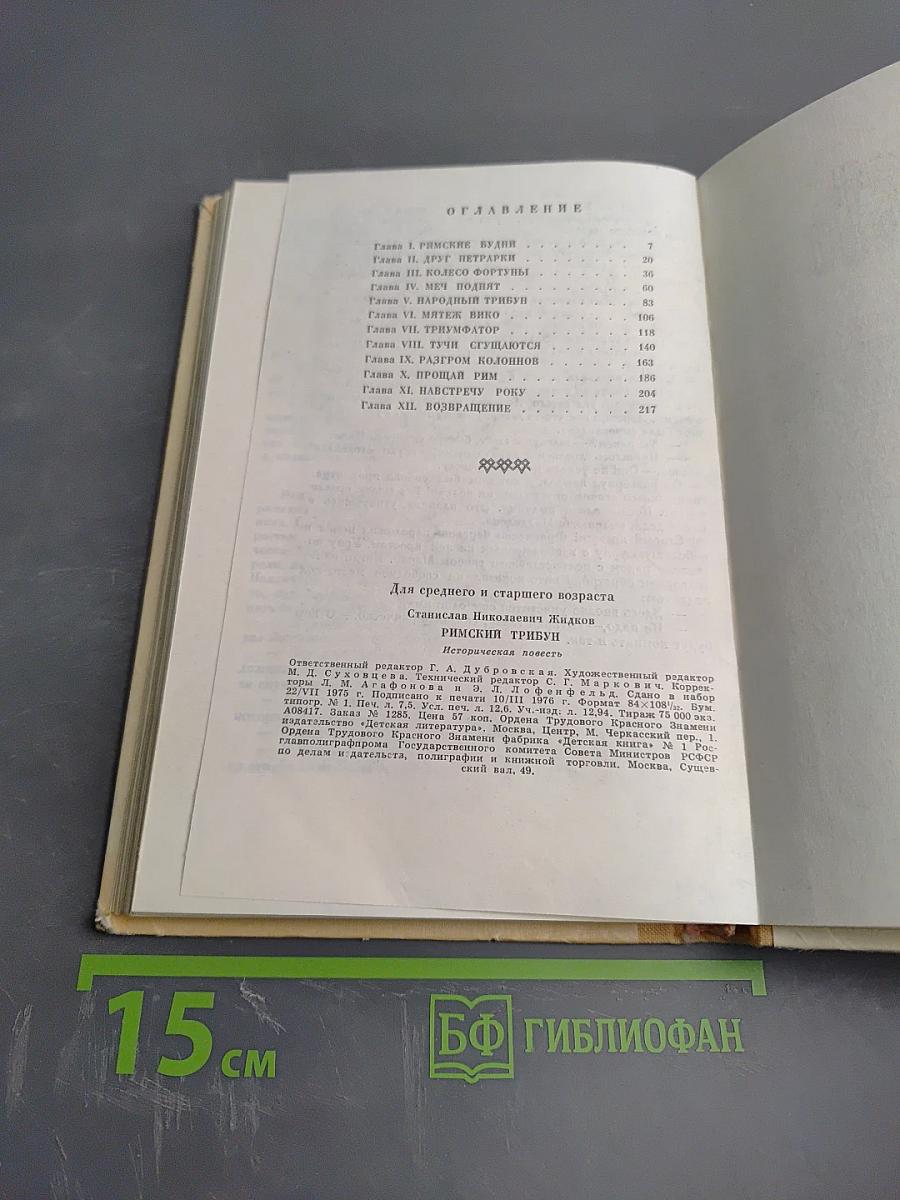 ОГЛАВЛЕНИЕ
Глава I. РИМСКИЕ БУДНИ . . . . . . . . 7
Глава II. ДРУГ ПЕТРАРКИ . . . . . . . . 20
Глава III. КОЛЕСО ФОРТУНЫ . . . . . . . 36
Глава IV. МЕЧ ПОДНЯТ . . . . . . . . . 60
Глава V. НАРОДНЫЙ ТРИБУН . . . . . . . 83
Глава VI. МЯТЕЖ ВИКО . . . . . . . . . 106
Глава VII. ТРИУМФАТОР . . . . . . . . . 118
Глава VIII. ТУЧИ СГУЩАЮТСЯ . . . . . . 140
Глава IX. РАЗГРОМ КОЛОННОВ . . . . . . 163
Глава X. ПРОЩАЙ РИМ . . . . . . . . . 186
Глава XI. НАВСТРЕЧУ РОКУ . . . . . . . 204
Глава XII. ВОЗВРАЩЕНИЕ . . . . . . . . 217
Для среднего и старшего возраста
Станислав Николаевич Жидков
РИМСКИЙ ТРИБУН
Историческая повесть
Ответственный редактор Г. А. Дубровская. Художественный редактор
М. Д. Суховцева. Технический редактор С. Г. Маркович. Коррек-
торы Л. М. Агафонова и Э. Л. Лофенфельд. Сдано в набор
22/VII 1975 г. Подписано к печати 10/III 1976 г. Формат 84×108¹/₃₂. Бум.
типогр. № 1. Печ. л. 7,5. Усл. печ. л. 12,6. Уч.-изд. л. 12,94. Тираж 75 000 экз.
А08417. Заказ № 1285. Цена 57 коп. Ордена Трудового Красного Знамени
издательство «Детская литература». Москва, Центр, М. Черкасский пер., 1.
Ордена Трудового Красного Знамени фабрика «Детская книга» № 1 Рос-
главполиграфпрома Государственного комитета Совета Министров РСФСР
по делам издательств, полиграфии и книжной торговли. Москва, Сущев-
ский вал, 49.
15 см
БФ ГИБЛИОФАН